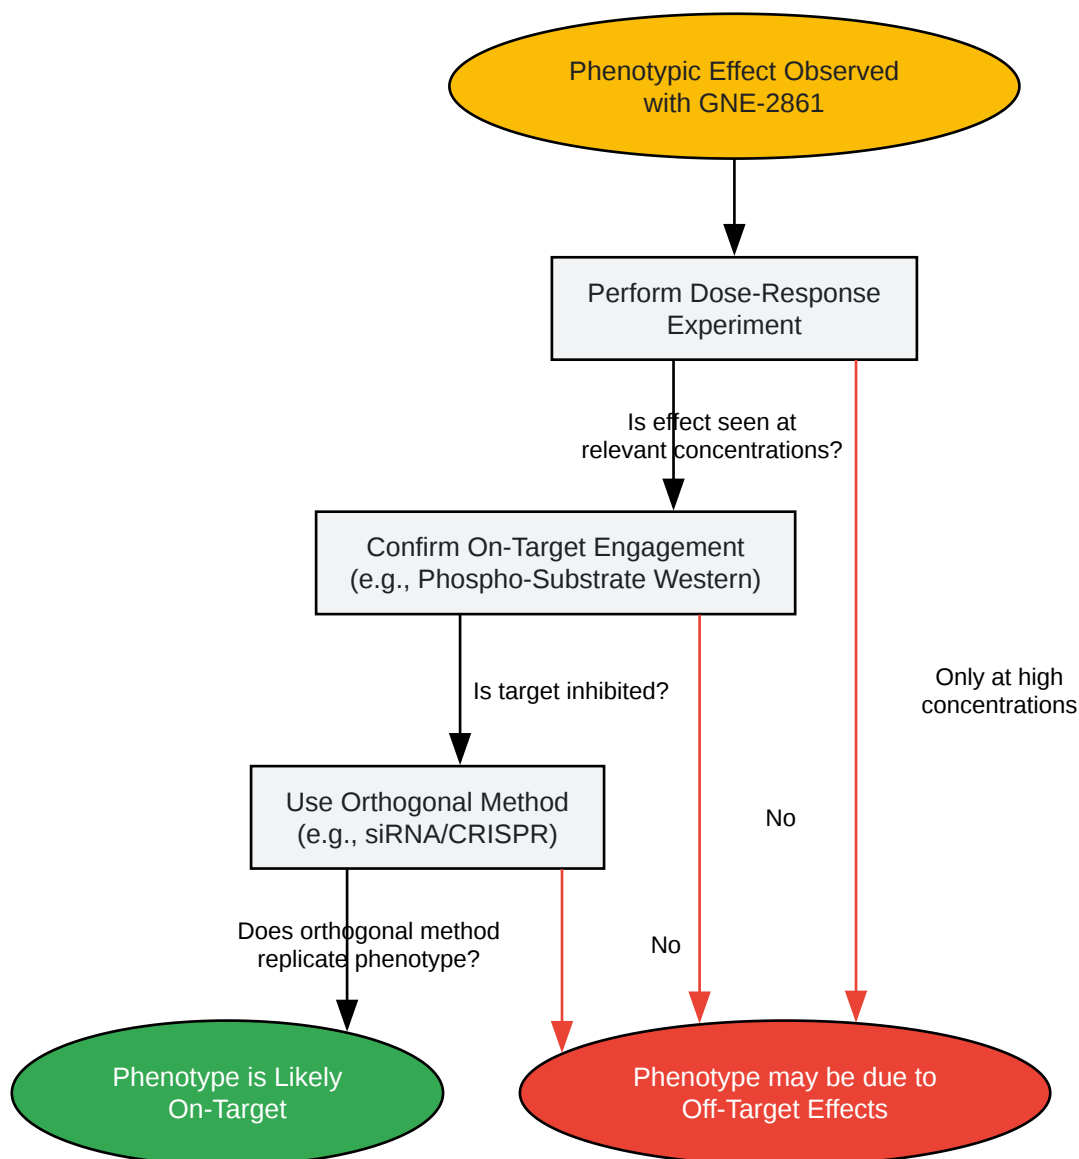 Phenotypic Effect Observed
with GNE-2861
Perform Dose-Response
Experiment
Is effect seen at
relevant concentrations?
Confirm On-Target Engagement
(e.g., Phospho-Substrate Western)
Is target inhibited?
Only at high
concentrations
Use Orthogonal Method
(e.g., siRNA/CRISPR)
No
Does orthogonal method
replicate phenotype?
No
Phenotype is Likely
On-Target
Phenotype may be due to
Off-Target Effects